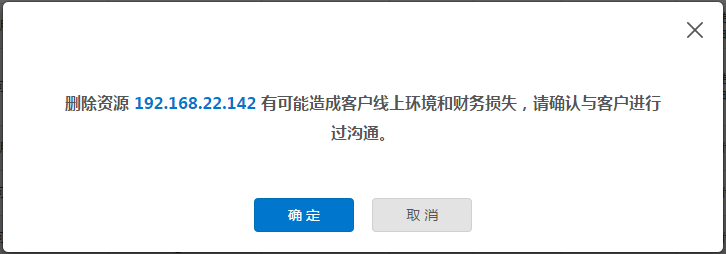 删除资源 192.168.22.142 有可能造成客户线上环境和财务损失，请确认与客户进行
过沟通。
确 定
取 消